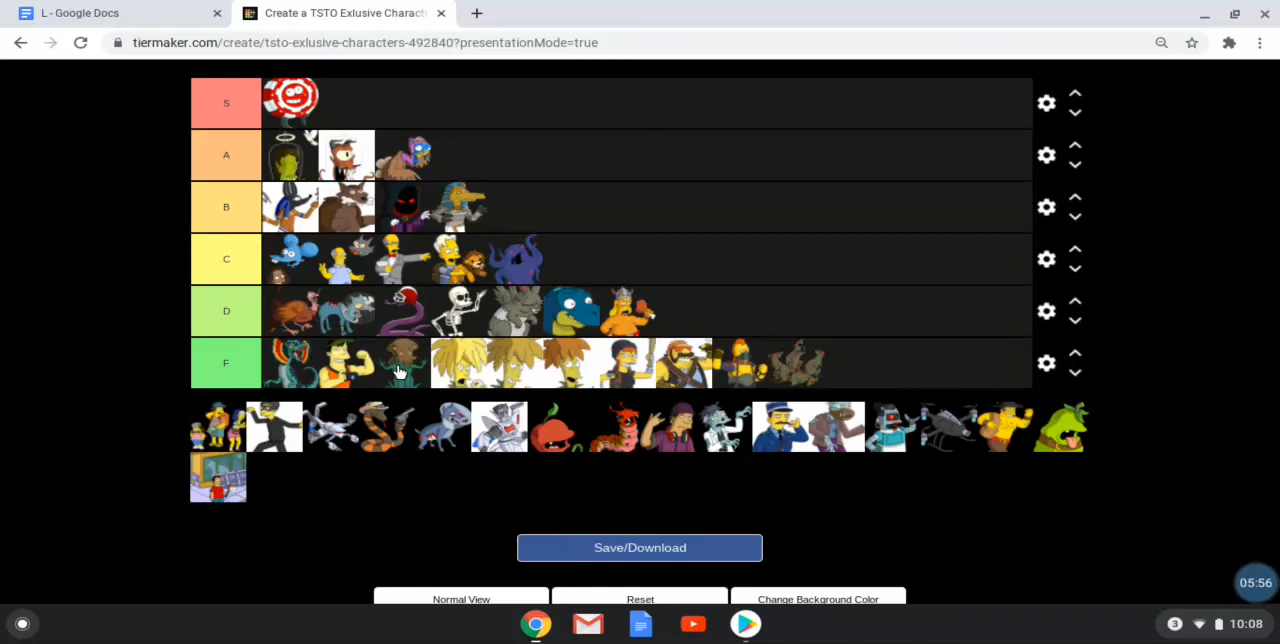 L - Google Docs
Create a TSTO Exlusive Charact
tiermaker.com/create/tsto-exlusive-characters-492840?presentationMode=true
S
A
B
C
D
F
Save/Download
Normal View
Reset
Change Background Color
05:56
3
10:08